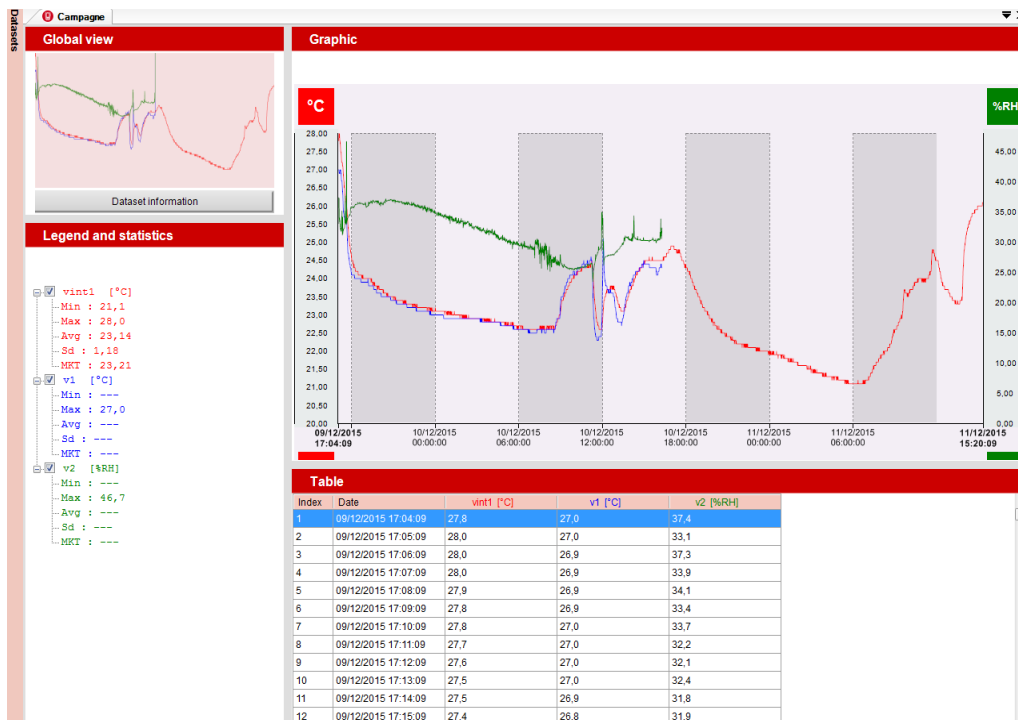 Datasets
Campagne
Global view
Dataset information
Legend and statistics
vint1 [°C]
Min : 21,1
Max : 28,0
Avg : 23,14
Sd : 1,18
MKT : 23,21
v1 [°C]
Min : ---
Max : 27,0
Avg : ---
Sd : ---
MKT : ---
v2 [%RH]
Min : ---
Max : 46,7
Avg : ---
Sd : ---
MKT : ---
Graphic
°C
%RH
28,00
27,50
27,00
26,50
26,00
25,50
25,00
24,50
24,00
23,50
23,00
22,50
22,00
21,50
21,00
20,50
20,00
45,00
40,00
35,00
30,00
25,00
20,00
15,00
10,00
5,00
0,00
09/12/2015 10/12/2015 10/12/2015 10/12/2015 10/12/2015 11/12/2015 11/12/2015 11/12/2015
17:04:09 00:00:00 06:00:00 12:00:00 18:00:00 00:00:00 06:00:00 15:20:09
Table
Index Date vint1 [°C] v1 [°C] v2 [%RH]
1 09/12/2015 17:04:09 27,8 27,0 37,4
2 09/12/2015 17:05:09 28,0 27,0 33,1
3 09/12/2015 17:06:09 28,0 26,9 37,3
4 09/12/2015 17:07:09 28,0 26,9 33,9
5 09/12/2015 17:08:09 27,9 26,9 34,1
6 09/12/2015 17:09:09 27,8 26,9 33,4
7 09/12/2015 17:10:09 27,8 27,0 33,7
8 09/12/2015 17:11:09 27,7 27,0 32,2
9 09/12/2015 17:12:09 27,6 27,0 32,1
10 09/12/2015 17:13:09 27,5 27,0 32,4
11 09/12/2015 17:14:09 27,5 26,9 31,8
12 09/12/2015 17:15:09 27,4 26,8 31,9